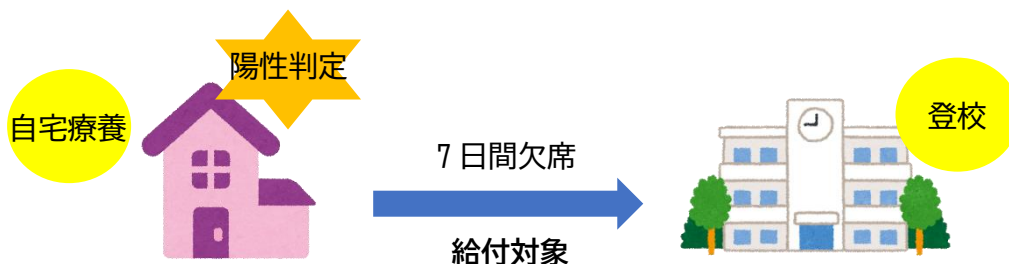 陽性判定
自宅療養
7日間欠席
給付対象
登校